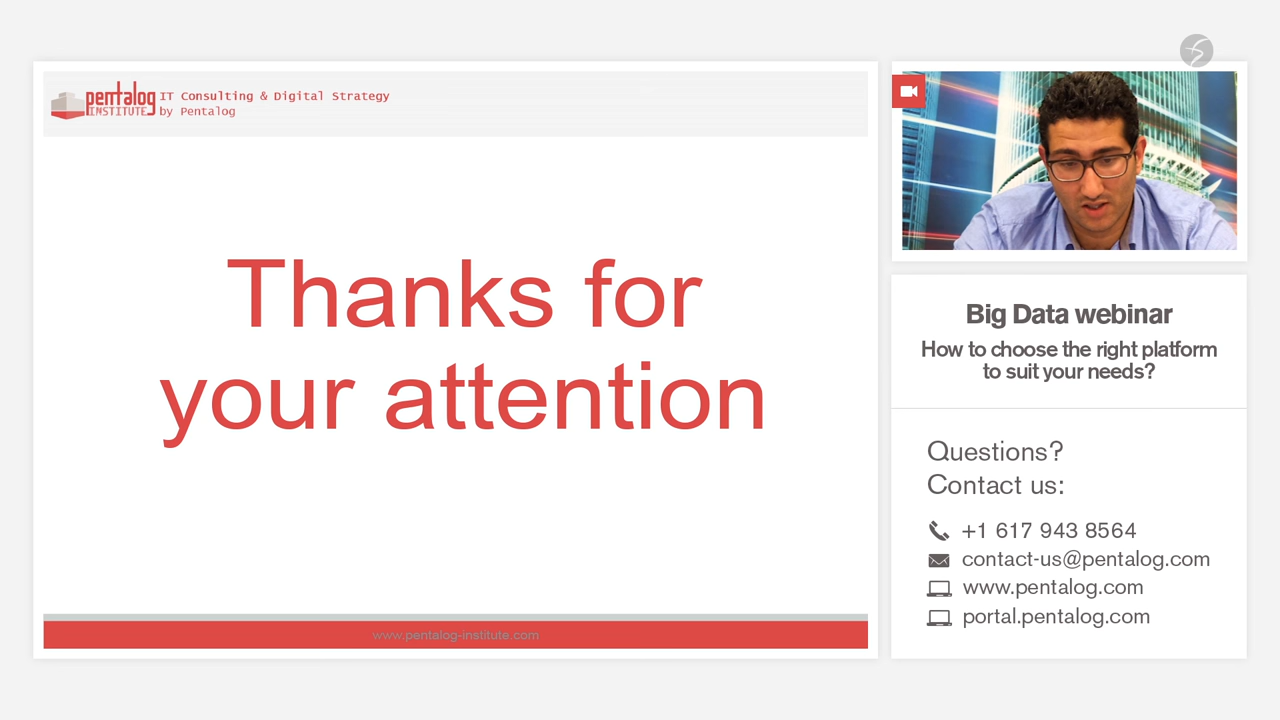 pentalog
INSTITUTE
IT Consulting & Digital Strategy
by Pentalog
Thanks for
your attention
www.pentalog-institute.com
Big Data webinar
How to choose the right platform
to suit your needs?
Questions?
Contact us:
+1 617 943 8564
contact-us@pentalog.com
www.pentalog.com
portal.pentalog.com